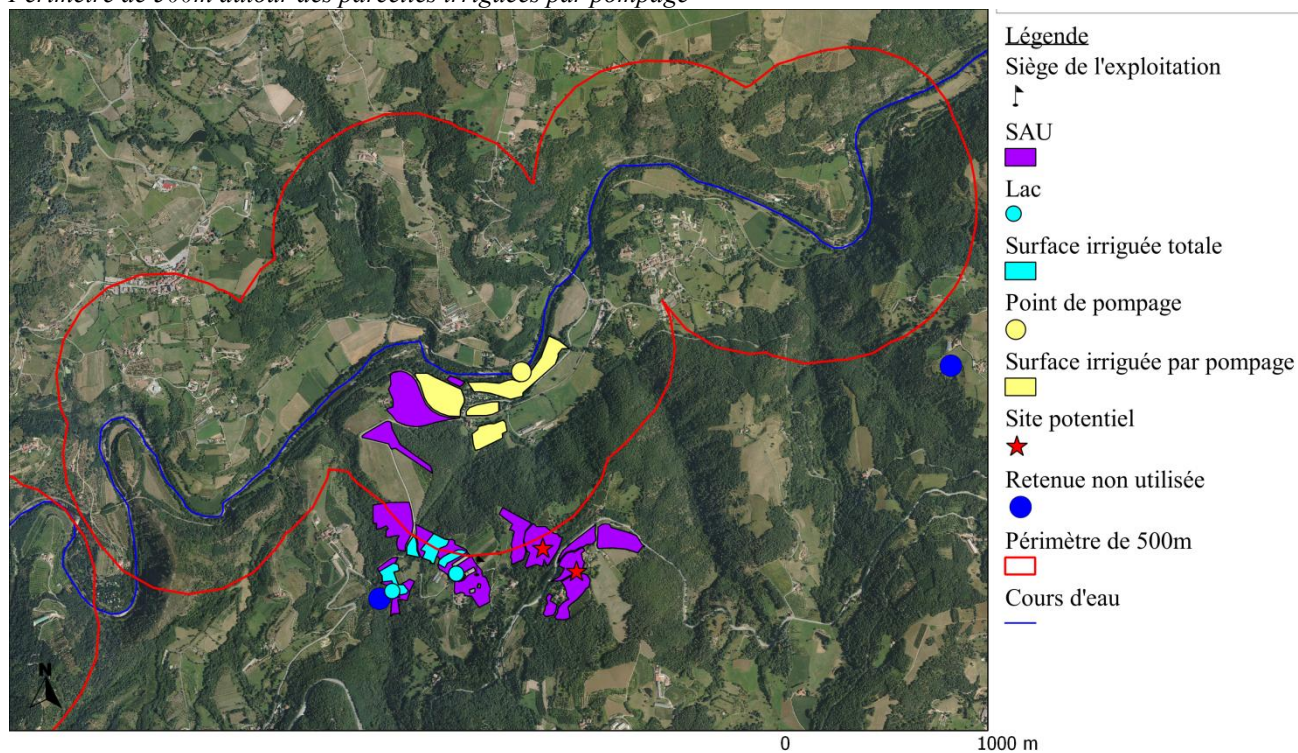 Périmètre de 500m autour des parcelles irriguées par pompage
Légende
Siège de l'exploitation
SAU
Lac
Surface irriguée totale
Point de pompage
Surface irriguée par pompage
Site potentiel
Retenue non utilisée
Périmètre de 500m
Cours d'eau
N
0 1000 m